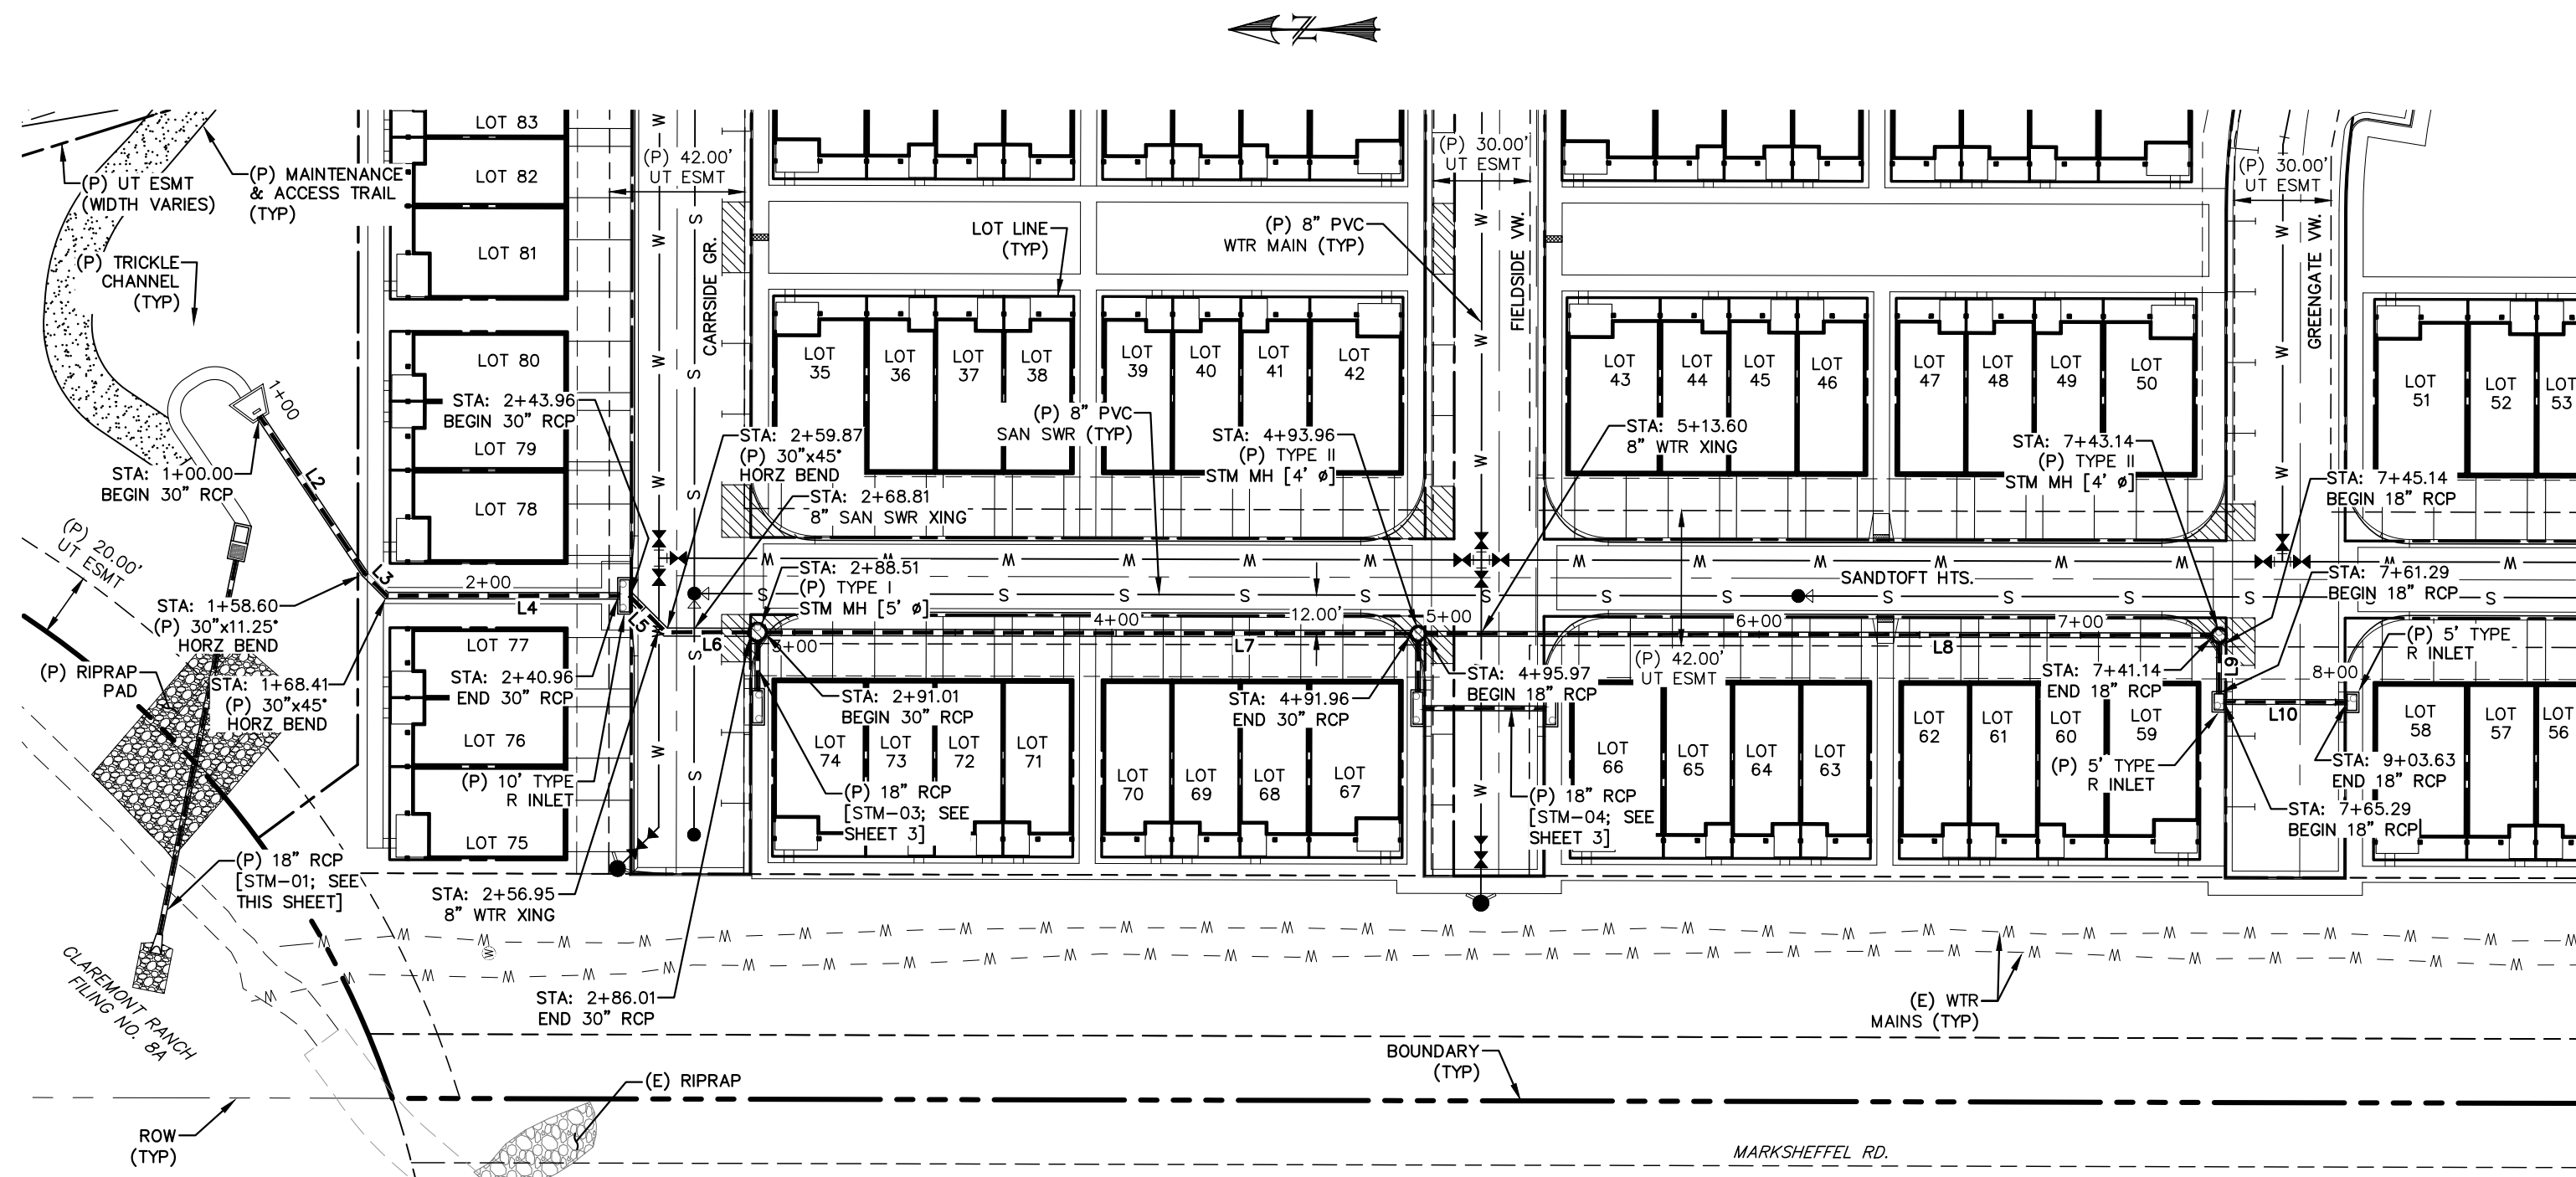 N
LOT 83
LOT 82
LOT 81
LOT 80
LOT 79
LOT 78
LOT 77
LOT 76
LOT 75
(P) UT ESMT
(WIDTH VARIES)
(P) MAINTENANCE
& ACCESS TRAIL
(TYP)
(P) TRICKLE
CHANNEL
(TYP)
1+00
STA: 1+00.00
BEGIN 30" RCP
L2
L3
(P) 20.00'
UT ESMT
STA: 1+58.60
(P) 30"x11.25°
HORZ BEND
(P) RIPRAP
PAD
STA: 1+68.41
(P) 30"x45°
HORZ BEND
(P) 18" RCP
[STM-01; SEE
THIS SHEET]
CLAREMONT RANCH
FILING NO. 8A
ROW
(TYP)
(E) RIPRAP
2+00
L4
STA: 2+43.96
BEGIN 30" RCP
STA: 2+40.96
END 30" RCP
(P) 10' TYPE
R INLET
STA: 2+56.95
8" WTR XING
STA: 2+86.01
END 30" RCP
L5
L6
(P) 42.00'
UT ESMT
CARRSIDE GR.
STA: 2+59.87
(P) 30"x45°
HORZ BEND
STA: 2+68.81
8" SAN SWR XING
STA: 2+88.51
(P) TYPE I
STM MH [5' ø]
3+00
STA: 2+91.01
BEGIN 30" RCP
(P) 18" RCP
[STM-03; SEE
SHEET 3]
LOT LINE
(TYP)
LOT
35
LOT
36
LOT
37
LOT
38
LOT
39
LOT
40
LOT
41
LOT
42
(P) 8" PVC
SAN SWR (TYP)
(P) 8" PVC
WTR MAIN (TYP)
STA: 4+93.96
(P) TYPE II
STM MH [4' ø]
4+00
12.00'
L7
5+00
LOT
74
LOT
73
LOT
72
LOT
71
LOT
70
LOT
69
LOT
68
LOT
67
STA: 4+91.96
END 30" RCP
STA: 4+95.97
BEGIN 18" RCP
(P) 30.00'
UT ESMT
FIELDSIDE VW.
STA: 5+13.60
8" WTR XING
(P) 18" RCP
[STM-04; SEE
SHEET 3]
LOT
43
LOT
44
LOT
45
LOT
46
LOT
47
LOT
48
LOT
49
LOT
50
STA: 7+43.14
(P) TYPE II
STM MH [4' ø]
SANDTOFT HTS.
6+00
7+00
L8
(P) 42.00'
UT ESMT
STA: 7+41.14
END 18" RCP
LOT
66
LOT
65
LOT
64
LOT
63
LOT
62
LOT
61
LOT
60
LOT
59
(P) 5' TYPE
R INLET
(P) 30.00'
UT ESMT
GREENGATE VW.
LOT
51
LOT
52
LOT
53
STA: 7+45.14
BEGIN 18" RCP
STA: 7+61.29
BEGIN 18" RCP
L9
(P) 5' TYPE
R INLET
8+00
L10
LOT
58
LOT
57
LOT
56
STA: 9+03.63
END 18" RCP
STA: 7+65.29
BEGIN 18" RCP
(E) WTR
MAINS (TYP)
BOUNDARY
(TYP)
MARKSHEFFEL RD.